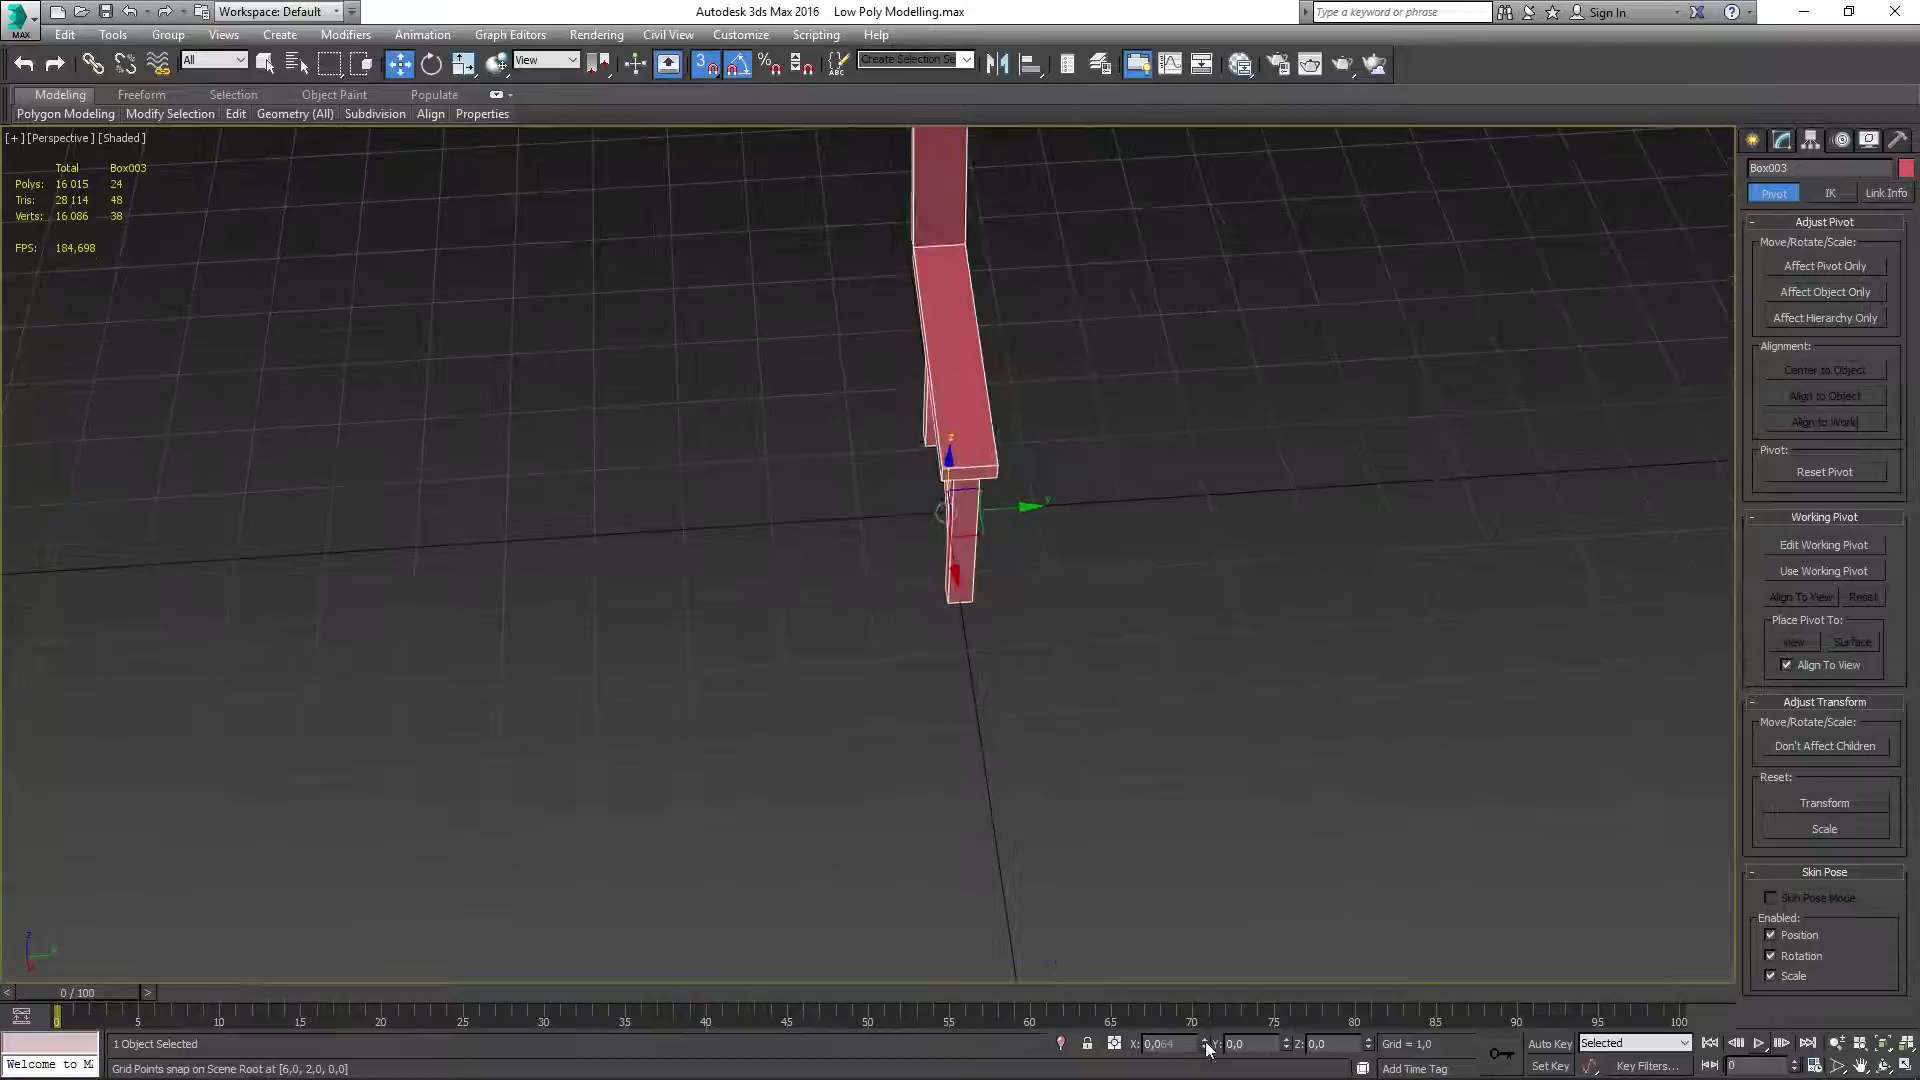 MAX
Workspace: Default
Autodesk 3ds Max 2016 Low Poly Modelling.max
Type a keyword or phrase
Sign In
Edit Tools Group Views Create Modifiers Animation Graph Editors Rendering Civil View Customize Scripting Help
All
View
3
%
ABC
Create Selection Se
Modeling Freeform Selection Object Paint Populate
Polygon Modeling Modify Selection Edit Geometry (All) Subdivision Align Properties
[+] [Perspective] [Shaded]
Total Box003
Polys: 16 015 24
Tris: 28 114 48
Verts: 16 086 38
FPS: 184,698
Box003
Pivot IK Link Info
Adjust Pivot
Move/Rotate/Scale:
Affect Pivot Only
Affect Object Only
Affect Hierarchy Only
Alignment:
Center to Object
Align to Object
Align to World
Pivot:
Reset Pivot
Working Pivot
Edit Working Pivot
Use Working Pivot
Align To View Reset
Place Pivot To:
View Surface
Align To View
Adjust Transform
Move/Rotate/Scale:
Don't Affect Children
Reset:
Transform
Scale
Skin Pose
Skin Pose Mode
Enabled:
Position
Rotation
Scale
z
y
0 / 100
0 5 10 15 20 25 30 35 40 45 50 55 60 65 70 75 80 85 90 95 100
1 Object Selected
X: 0,064 Y: 0,0 Z: 0,0 Grid = 1,0
Auto Key Selected
Welcome to M
Grid Points snap on Scene Root at [6,0, 2,0, 0,0]
Add Time Tag
Set Key Key Filters...
0